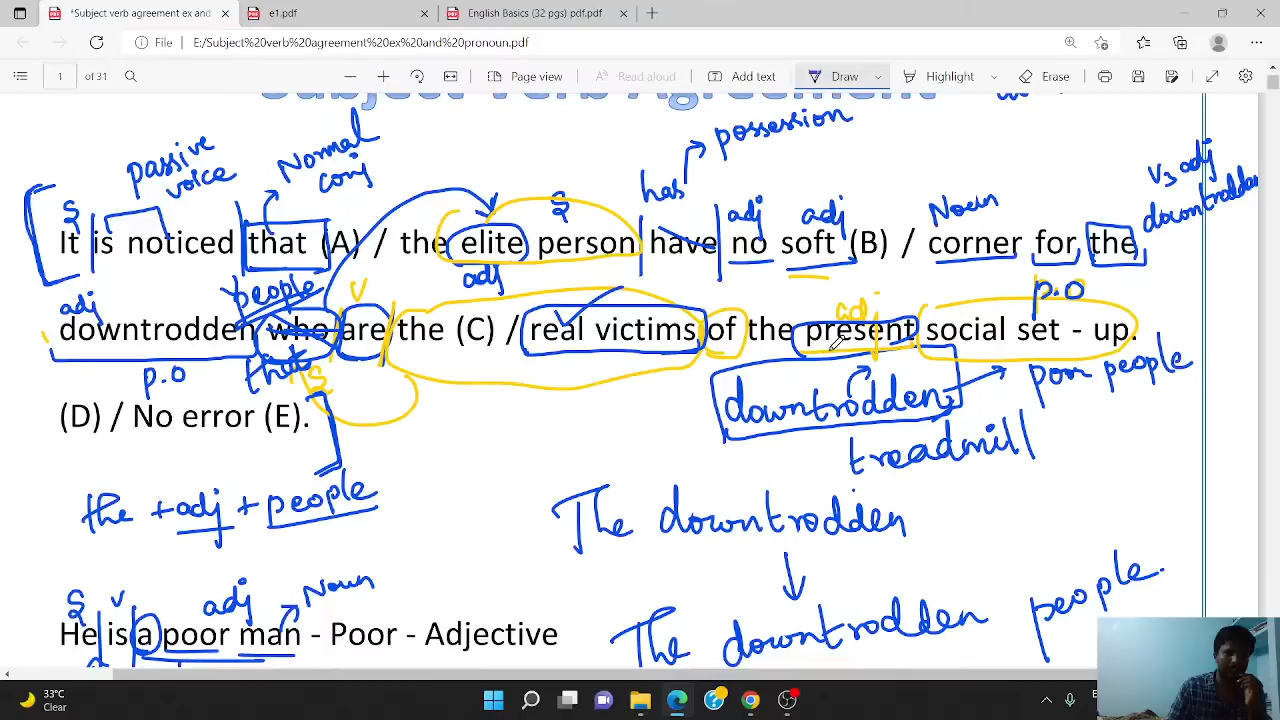 *Subject verb agreement ex and
e1.pdf
English Basics (32 pgs) pdf.pdf
File
E:/Subject%20verb%20agreement%20ex%20and%20pronoun.pdf
1 of 31
Page view
Read aloud
Add text
Draw
Highlight
Erase
Subject Verb Agreement
passive voice
Normal conj
has
possession
V3 adj
downtrodden
S
S
adj
adj
Noun
It is noticed that (A) / the elite person have no soft (B) / corner for the
adj
people
adj
V
p.o
adj
downtrodden who are the (C) / real victims of the present social set - up.
p.o
that
S
downtrodden
poor people
(D) / No error (E).
treadmill
the + adj + people
The downtrodden
The downtrodden people.
S
V
adj
Noun
He is a poor man - Poor - Adjective
33°C
Clear
E